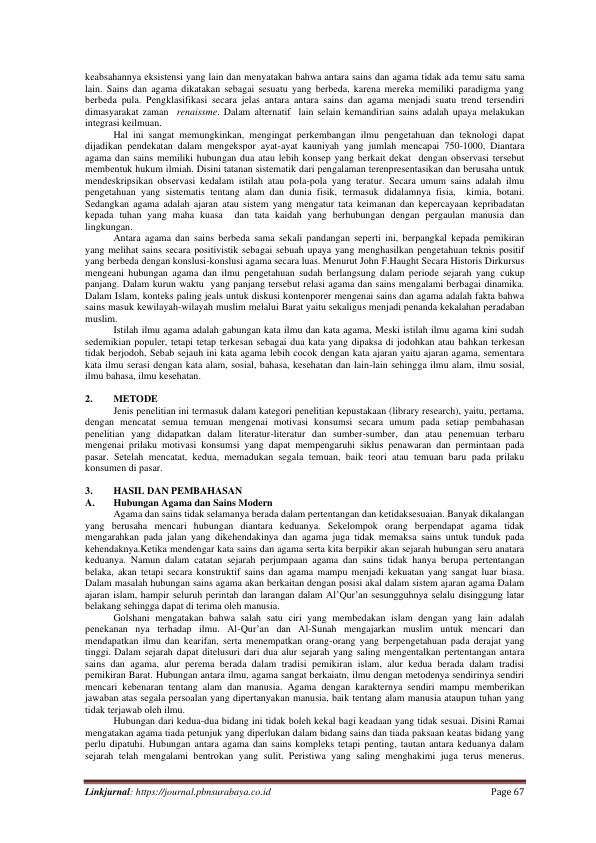 keabsahannya eksistensi yang lain dan menyatakan bahwa antara sains dan agama tidak ada temu satu sama
lain. Sains dan agama dikatakan sebagai sesuatu yang berbeda, karena mereka memiliki paradigma yang
berbeda pula. Pengklasifikasi secara jelas antara antara sains dan agama menjadi suatu trend tersendiri
dimasyarakat zaman renaissme. Dalam alternatif lain selain kemandirian sains adalah upaya melakukan
integrasi keilmuan.
Hal ini sangat memungkinkan, mengingat perkembangan ilmu pengetahuan dan teknologi dapat
dijadikan pendekatan dalam mengekspor ayat-ayat kauniyah yang jumlah mencapai 750-1000, Diantara
agama dan sains memiliki hubungan dua atau lebih konsep yang berkait dekat dengan observasi tersebut
membentuk hukum ilmiah. Disini tatanan sistematik dari pengalaman terenpresentasikan dan berusaha untuk
mendeskripsikan observasi kedalam istilah atau pola-pola yang teratur. Secara umum sains adalah ilmu
pengetahuan yang sistematis tentang alam dan dunia fisik, termasuk didalamnya fisia, kimia, botani.
Sedangkan agama adalah ajaran atau sistem yang mengatur tata keimanan dan kepercayaan kepribadatan
kepada tuhan yang maha kuasa dan tata kaidah yang berhubungan dengan pergaulan manusia dan
lingkungan.
Antara agama dan sains berbeda sama sekali pandangan seperti ini, berpangkal kepada pemikiran
yang melihat sains secara positivistik sebagai sebuah upaya yang menghasilkan pengetahuan teknis positif
yang berbeda dengan konslusi-konslusi agama secara luas. Menurut John F.Haught Secara Historis Dirkursus
mengeani hubungan agama dan ilmu pengetahuan sudah berlangsung dalam periode sejarah yang cukup
panjang. Dalam kurun waktu yang panjang tersebut relasi agama dan sains mengalami berbagai dinamika.
Dalam Islam, konteks paling jeals untuk diskusi kontenporer mengenai sains dan agama adalah fakta bahwa
sains masuk kewilayah-wilayah muslim melalui Barat yaitu sekaligus menjadi penanda kekalahan peradaban
muslim.
Istilah ilmu agama adalah gabungan kata ilmu dan kata agama, Meski istilah ilmu agama kini sudah
sedemikian populer, tetapi tetap terkesan sebagai dua kata yang dipaksa di jodohkan atau bahkan terkesan
tidak berjodoh, Sebab sejauh ini kata agama lebih cocok dengan kata ajaran yaitu ajaran agama, sementara
kata ilmu serasi dengan kata alam, sosial, bahasa, kesehatan dan lain-lain sehingga ilmu alam, ilmu sosial,
ilmu bahasa, ilmu kesehatan.
2. METODE
Jenis penelitian ini termasuk dalam kategori penelitian kepustakaan (library research), yaitu, pertama,
dengan mencatat semua temuan mengenai motivasi konsumsi secara umum pada setiap pembahasan
penelitian yang didapatkan dalam literatur-literatur dan sumber-sumber, dan atau penemuan terbaru
mengenai prilaku motivasi konsumsi yang dapat mempengaruhi siklus penawaran dan permintaan pada
pasar. Setelah mencatat, kedua, memadukan segala temuan, baik teori atau temuan baru pada prilaku
konsumen di pasar.
3. HASIL DAN PEMBAHASAN
A. Hubungan Agama dan Sains Modern
Agama dan sains tidak selamanya berada dalam pertentangan dan ketidaksesuaian. Banyak dikalangan
yang berusaha mencari hubungan diantara keduanya. Sekelompok orang berpendapat agama tidak
mengarahkan pada jalan yang dikehendakinya dan agama juga tidak memaksa sains untuk tunduk pada
kehendaknya.Ketika mendengar kata sains dan agama serta kita berpikir akan sejarah hubungan seru anatara
keduanya. Namun dalam catatan sejarah perjumpaan agama dan sains tidak hanya berupa pertentangan
belaka, akan tetapi secara konstruktif sains dan agama mampu menjadi kekuatan yang sangat luar biasa.
Dalam masalah hubungan sains agama akan berkaitan dengan posisi akal dalam sistem ajaran agama Dalam
ajaran islam, hampir seluruh perintah dan larangan dalam Al’Qur’an sesungguhnya selalu disinggung latar
belakang sehingga dapat di terima oleh manusia.
Golshani mengatakan bahwa salah satu ciri yang membedakan islam dengan yang lain adalah
penekanan nya terhadap ilmu. Al-Qur’an dan Al-Sunah mengajarkan muslim untuk mencari dan
mendapatkan ilmu dan kearifan, serta menempatkan orang-orang yang berpengetahuan pada derajat yang
tinggi. Dalam sejarah dapat ditelusuri dari dua alur sejarah yang saling mengentalkan pertentangan antara
sains dan agama, alur perema berada dalam tradisi pemikiran islam, alur kedua berada dalam tradisi
pemikiran Barat. Hubungan antara ilmu, agama sangat berkaiatn, ilmu dengan metodenya sendirinya sendiri
mencari kebenaran tentang alam dan manusia. Agama dengan karakternya sendiri mampu memberikan
jawaban atas segala persoalan yang dipertanyakan manusia, baik tentang alam manusia ataupun tuhan yang
tidak terjawab oleh ilmu.
Hubungan dari kedua-dua bidang ini tidak boleh kekal bagi keadaan yang tidak sesuai. Disini Ramai
mengatakan agama tiada petunjuk yang diperlukan dalam bidang sains dan tiada paksaan keatas bidang yang
perlu dipatuhi. Hubungan antara agama dan sains kompleks tetapi penting, tautan antara keduanya dalam
sejarah telah mengalami bentrokan yang sulit. Peristiwa yang saling menghakimi juga terus menerus.
Linkjurnal: https://journal.pbnsurabaya.co.id Page 67